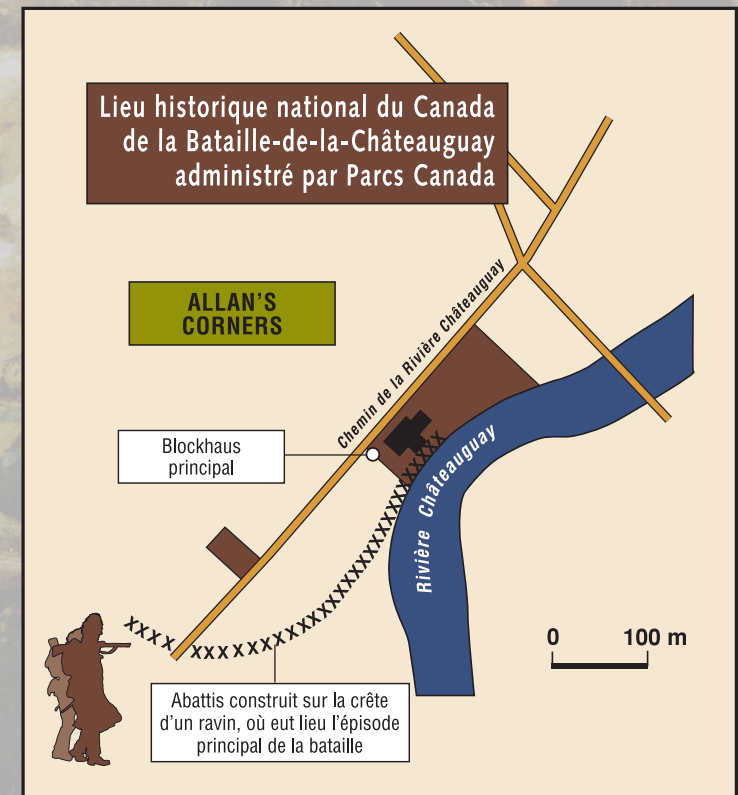 Lieu historique national du Canada
de la Bataille-de-la-Châteauguay
administré par Parcs Canada
ALLAN'S
CORNERS
Chemin de la Rivière Châteauguay
Blockhaus
principal
Rivière Châteauguay
XXXX XXXXXXXXXXXXXXXXXXXXXXXXXXXXXXXX
0 100 m
Abattis construit sur la crête
d'un ravin, où eut lieu l'épisode
principal de la bataille